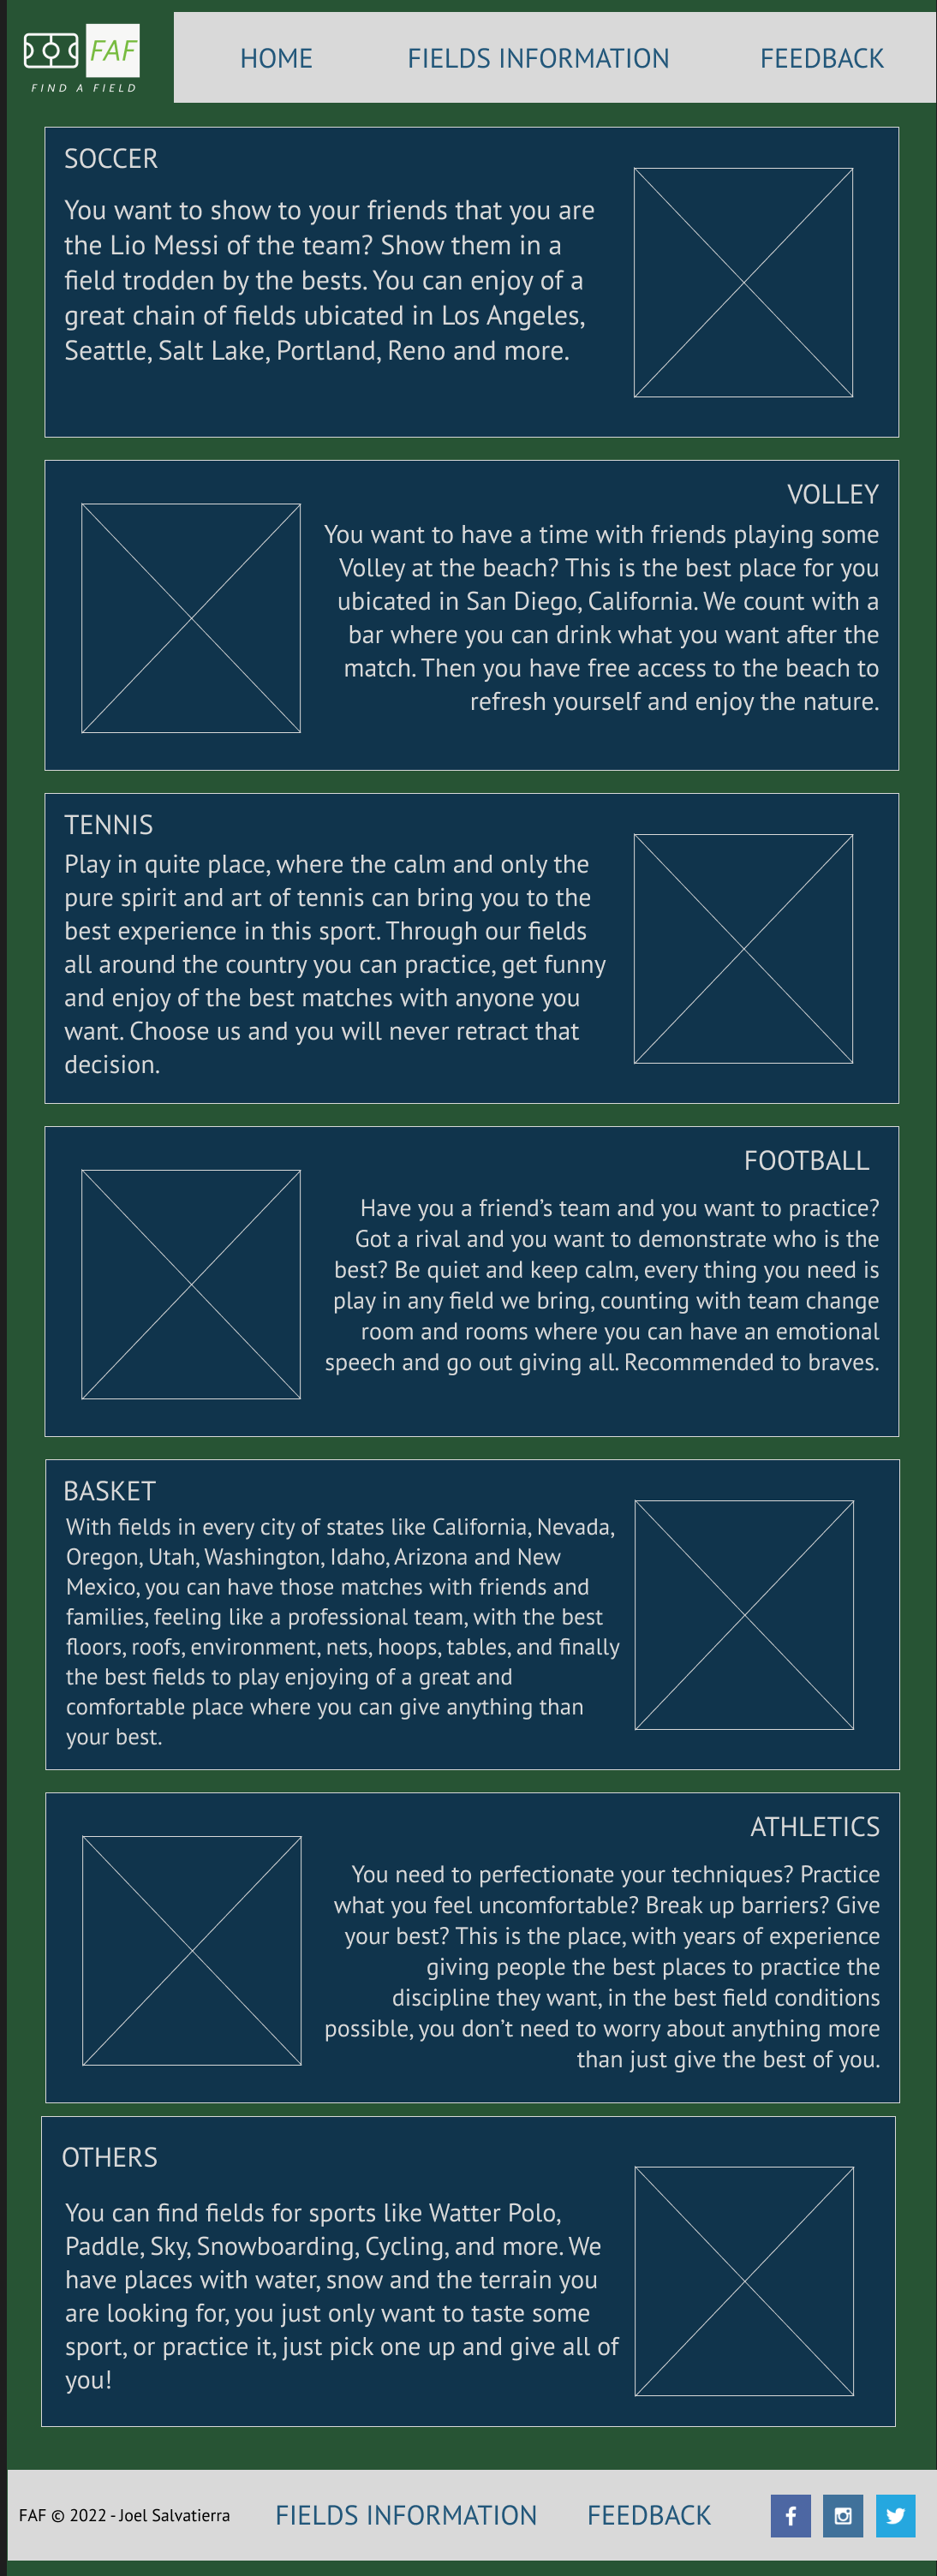 FAF
FIND A FIELD
HOME
FIELDS INFORMATION
FEEDBACK
SOCCER
You want to show to your friends that you are
the Lio Messi of the team? Show them in a
field trodden by the bests. You can enjoy of a
great chain of fields ubicated in Los Angeles,
Seattle, Salt Lake, Portland, Reno and more.
VOLLEY
You want to have a time with friends playing some
Volley at the beach? This is the best place for you
ubicated in San Diego, California. We count with a
bar where you can drink what you want after the
match. Then you have free access to the beach to
refresh yourself and enjoy the nature.
TENNIS
Play in quite place, where the calm and only the
pure spirit and art of tennis can bring you to the
best experience in this sport. Through our fields
all around the country you can practice, get funny
and enjoy of the best matches with anyone you
want. Choose us and you will never retract that
decision.
FOOTBALL
Have you a friend’s team and you want to practice?
Got a rival and you want to demonstrate who is the
best? Be quiet and keep calm, every thing you need is
play in any field we bring, counting with team change
room and rooms where you can have an emotional
speech and go out giving all. Recommended to braves.
BASKET
With fields in every city of states like California, Nevada,
Oregon, Utah, Washington, Idaho, Arizona and New
Mexico, you can have those matches with friends and
families, feeling like a professional team, with the best
floors, roofs, environment, nets, hoops, tables, and finally
the best fields to play enjoying of a great and
comfortable place where you can give anything than
your best.
ATHLETICS
You need to perfectionate your techniques? Practice
what you feel uncomfortable? Break up barriers? Give
your best? This is the place, with years of experience
giving people the best places to practice the
discipline they want, in the best field conditions
possible, you don’t need to worry about anything more
than just give the best of you.
OTHERS
You can find fields for sports like Watter Polo,
Paddle, Sky, Snowboarding, Cycling, and more. We
have places with water, snow and the terrain you
are looking for, you just only want to taste some
sport, or practice it, just pick one up and give all of
you!
FAF © 2022 - Joel Salvatierra
FIELDS INFORMATION
FEEDBACK